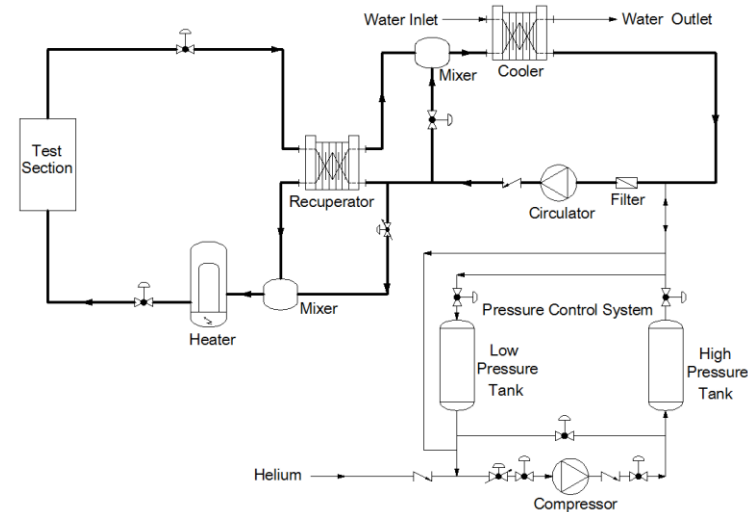 Water Inlet
Water Outlet
Mixer
Cooler
Test
Section
Recuperator
Circulator
Filter
Mixer
Heater
Pressure Control System
Low
Pressure
Tank
High
Pressure
Tank
Helium
Compressor